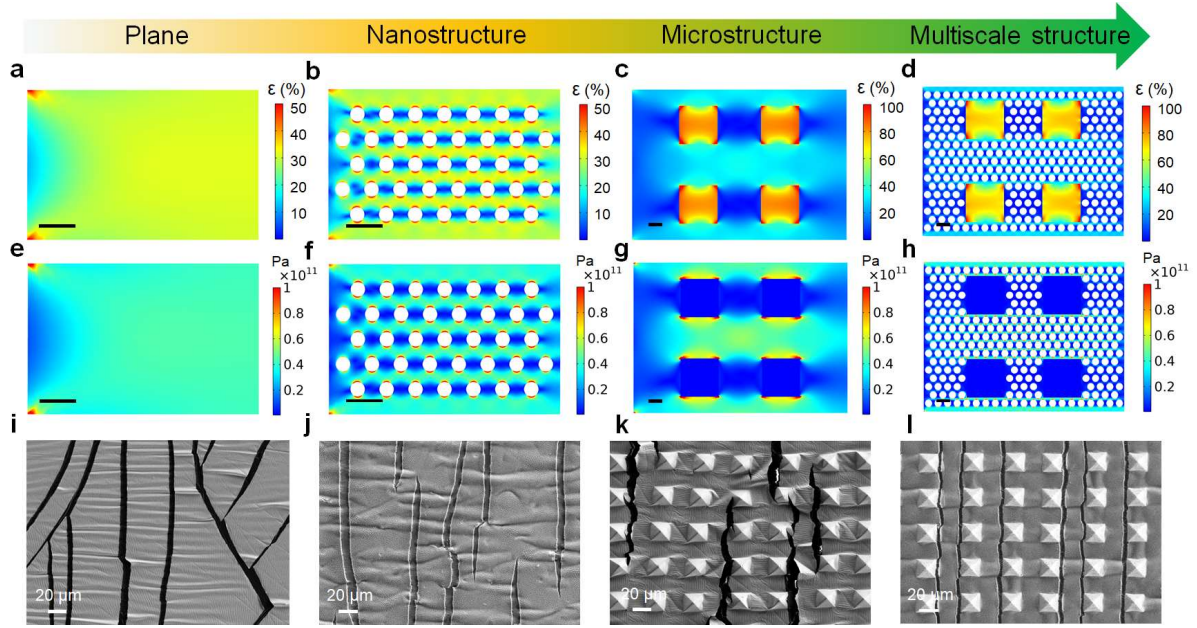 Plane Nanostructure Microstructure Multiscale structure
a b c d
ε (%) ε (%) ε (%) ε (%)
50 50 100 100
40 40 80 80
30 30 60 60
20 20 40 40
10 10 20 20
e f g h
Pa Pa Pa Pa
×10¹¹ ×10¹¹ ×10¹¹ ×10¹¹
1 1 1 1
0.8 0.8 0.8 0.8
0.6 0.6 0.6 0.6
0.4 0.4 0.4 0.4
0.2 0.2 0.2 0.2
i j k l
20 μm 20 μm 20 μm 20 μm